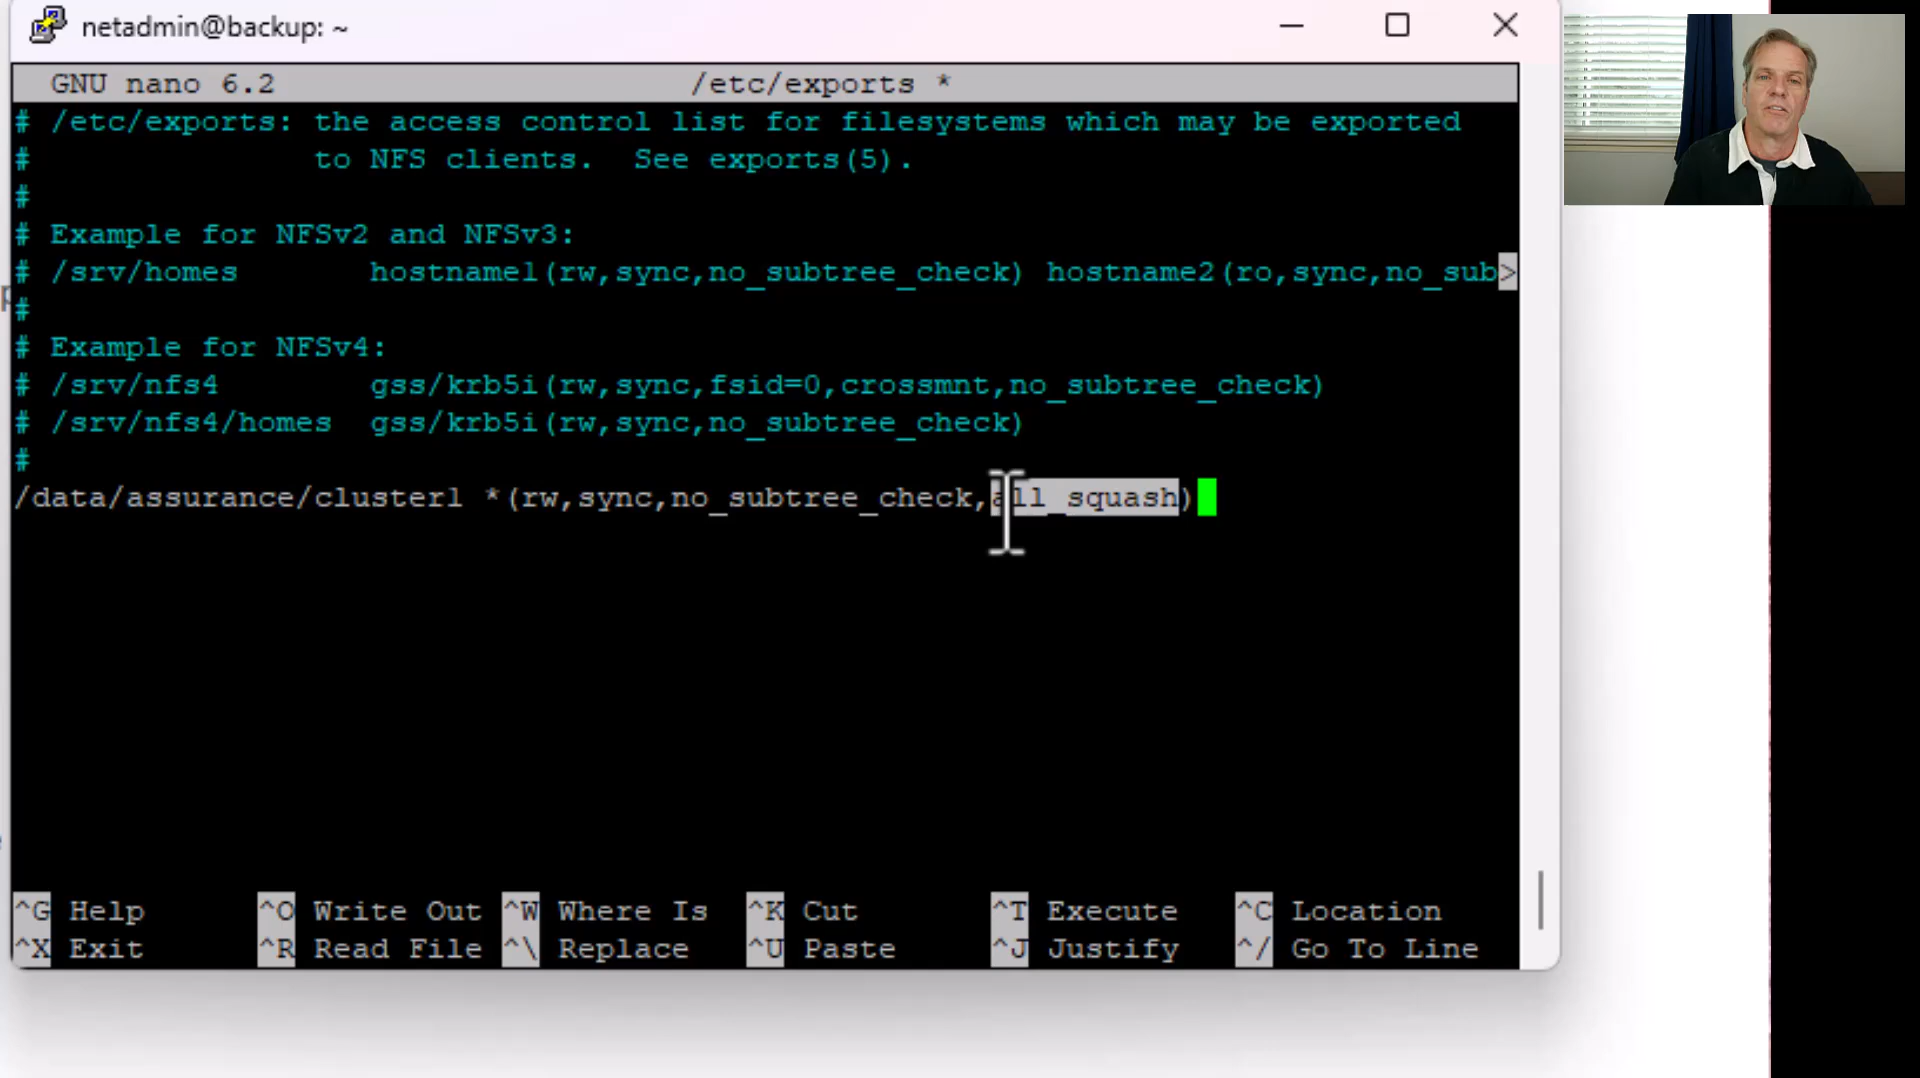 netadmin@backup: ~
GNU nano 6.2 /etc/exports *
# /etc/exports: the access control list for filesystems which may be exported
# to NFS clients. See exports(5).
#
# Example for NFSv2 and NFSv3:
# /srv/homes hostname1(rw,sync,no_subtree_check) hostname2(ro,sync,no_sub>
#
# Example for NFSv4:
# /srv/nfs4 gss/krb5i(rw,sync,fsid=0,crossmnt,no_subtree_check)
# /srv/nfs4/homes gss/krb5i(rw,sync,no_subtree_check)
#
/data/assurance/cluster1 *(rw,sync,no_subtree_check,all_squash)
^G Help ^O Write Out ^W Where Is ^K Cut ^T Execute ^C Location
^X Exit ^R Read File ^\ Replace ^U Paste ^J Justify ^/ Go To Line